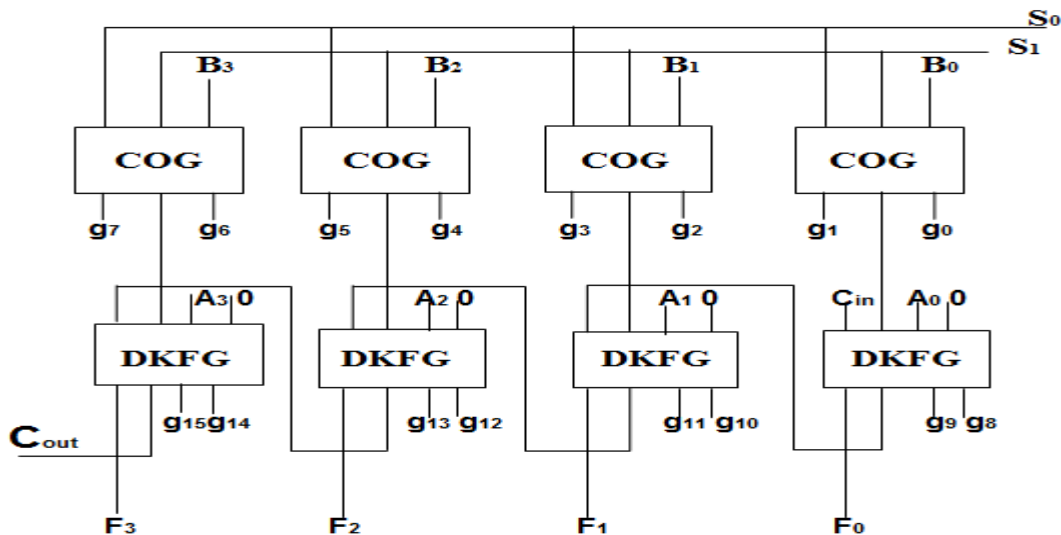 S0
S1
B3 B2 B1 B0
COG COG COG COG
g7 g6 g5 g4 g3 g2 g1 g0
A3 0 A2 0 A1 0 Cin A0 0
DKFG DKFG DKFG DKFG
g15 g14 g13 g12 g11 g10 g9 g8
Cout
F3 F2 F1 F0